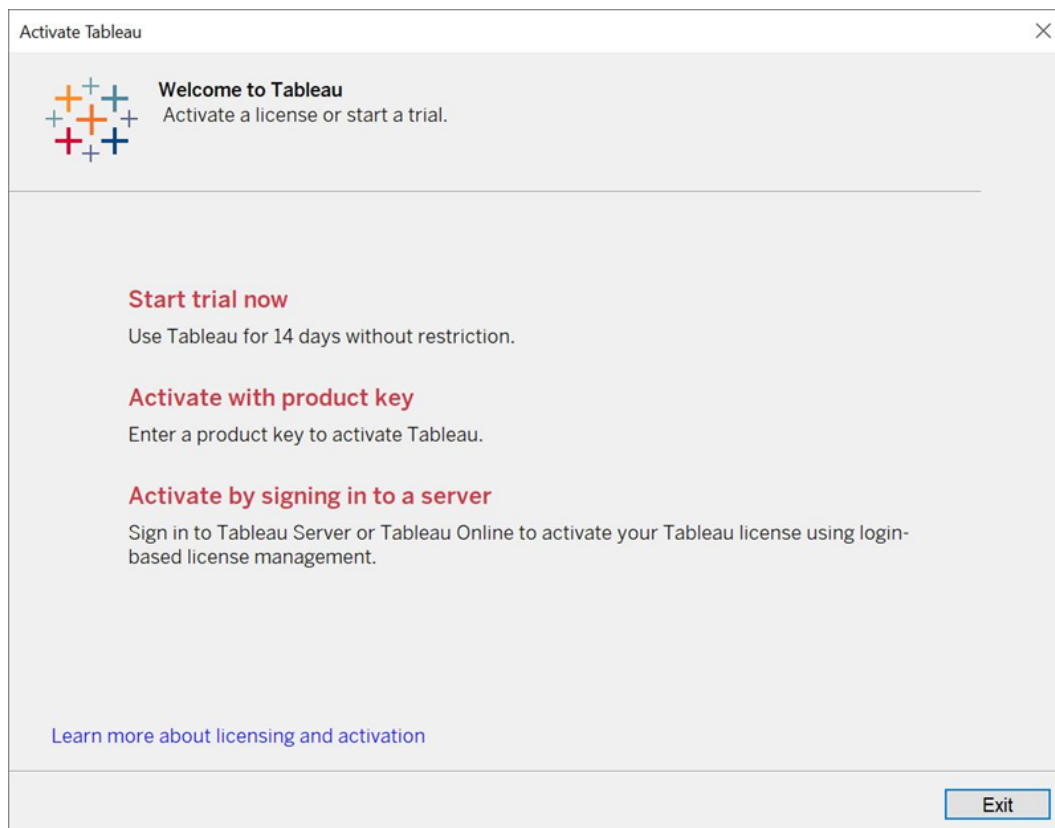 Activate Tableau
Welcome to Tableau
Activate a license or start a trial.
Start trial now
Use Tableau for 14 days without restriction.
Activate with product key
Enter a product key to activate Tableau.
Activate by signing in to a server
Sign in to Tableau Server or Tableau Online to activate your Tableau license using login-
based license management.
Learn more about licensing and activation
Exit